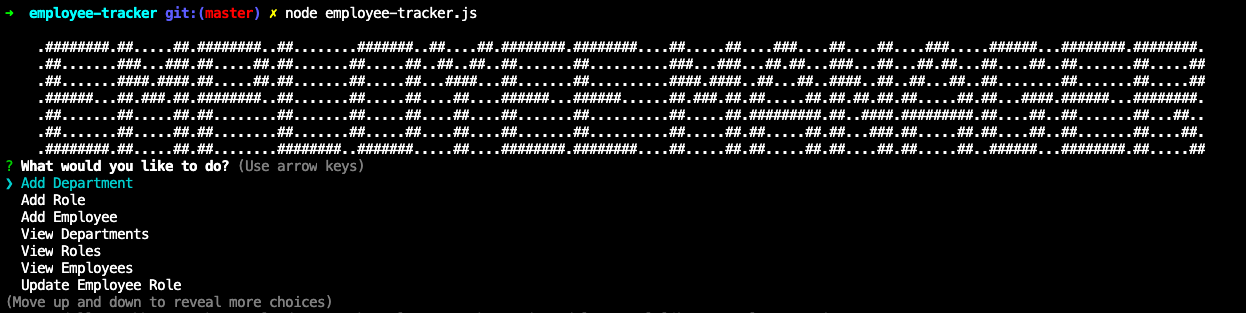 ➜ employee-tracker git:(master) ✗ node employee-tracker.js
.########.##.....##.########..##........#######..##....##.########.########....##.....##....###....##....##....###.....######...########.########.
.##.......###...###.##.....##.##.......##.....##..##..##..##.......##..........###...###...##.##...###...##...##.##...##....##..##.......##.....##
.##.......####.####.##.....##.##.......##.....##...####...##.......##..........####.####..##...##..####..##..##...##..##........##.......##.....##
.######...##.###.##.########..##.......##.....##....##....######...######......##.###.##.##.....##.##.##.##.##.....##.##...####.######...########.
.##.......##.....##.##........##.......##.....##....##....##.......##..........##.....##.#########.##..####.#########.##....##..##.......##...##..
.##.......##.....##.##........##.......##.....##....##....##.......##..........##.....##.##.....##.##...###.##.....##.##....##..##.......##....##.
.########.##.....##.##........########..#######.....##....########.########....##.....##.##.....##.##....##.##.....##..######...########.##.....##
? What would you like to do? (Use arrow keys)
❯ Add Department
Add Role
Add Employee
View Departments
View Roles
View Employees
Update Employee Role
(Move up and down to reveal more choices)